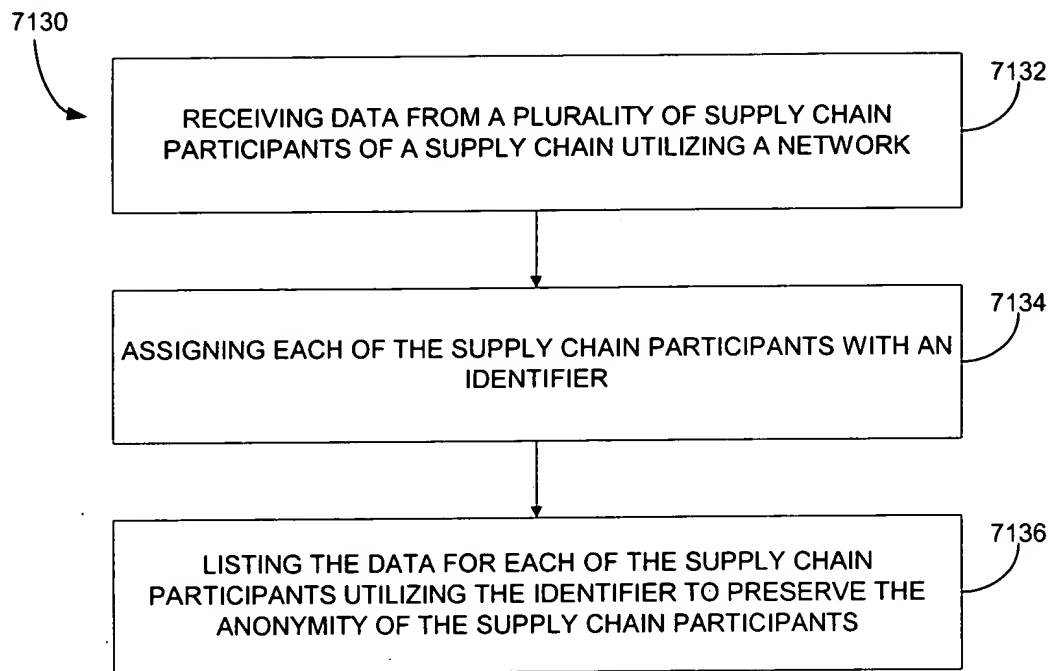 7130
7132
RECEIVING DATA FROM A PLURALITY OF SUPPLY CHAIN
PARTICIPANTS OF A SUPPLY CHAIN UTILIZING A NETWORK
7134
ASSIGNING EACH OF THE SUPPLY CHAIN PARTICIPANTS WITH AN
IDENTIFIER
7136
LISTING THE DATA FOR EACH OF THE SUPPLY CHAIN
PARTICIPANTS UTILIZING THE IDENTIFIER TO PRESERVE THE
ANONYMITY OF THE SUPPLY CHAIN PARTICIPANTS